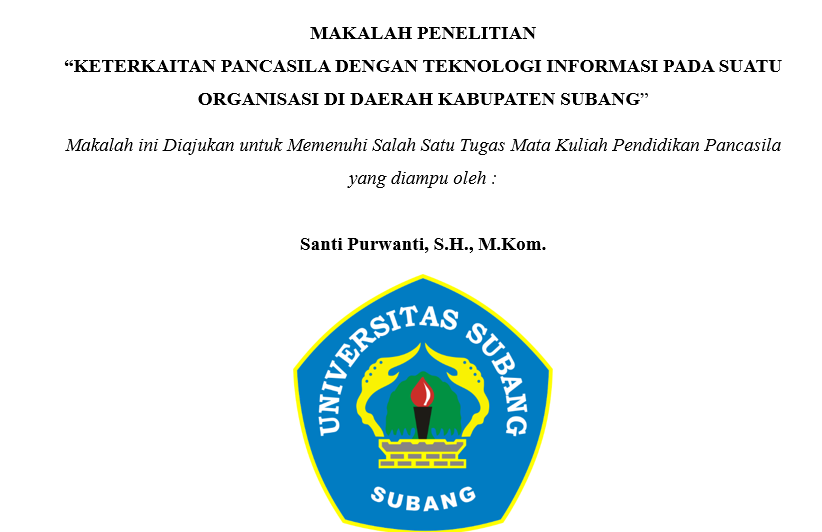 MAKALAH PENELITIAN
“KETERKAITAN PANCASILA DENGAN TEKNOLOGI INFORMASI PADA SUATU
ORGANISASI DI DAERAH KABUPATEN SUBANG”
Makalah ini Diajukan untuk Memenuhi Salah Satu Tugas Mata Kuliah Pendidikan Pancasila
yang diampu oleh :
Santi Purwanti, S.H., M.Kom.
UNIVERSITAS SUBANG
SUBANG